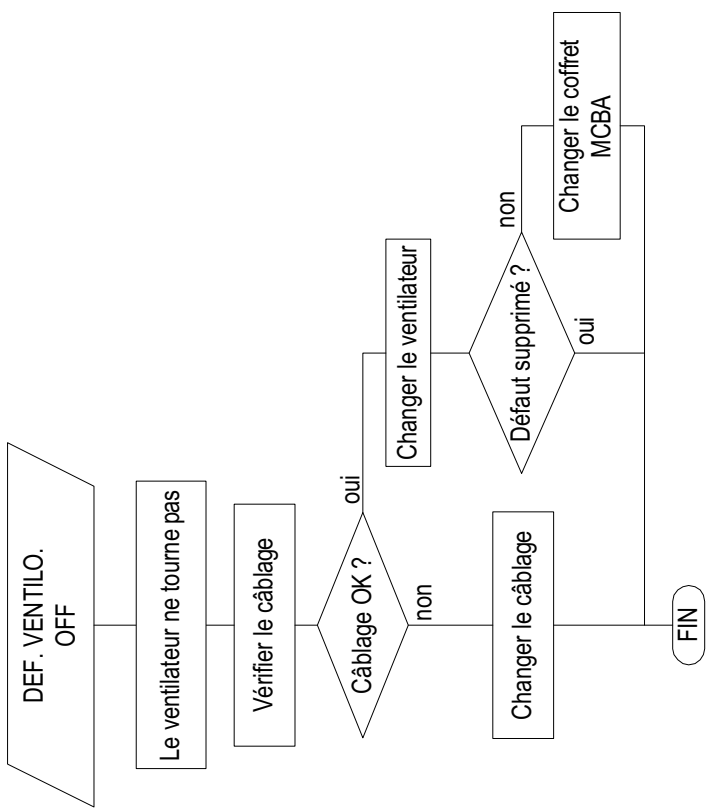 DEF. VENTILO.
OFF
Le ventilateur ne tourne pas
Vérifier le câblage
Câblage OK ?
oui
non
Changer le ventilateur
Défaut supprimé ?
non
oui
Changer le câblage
Changer le coffret
MCBA
FIN